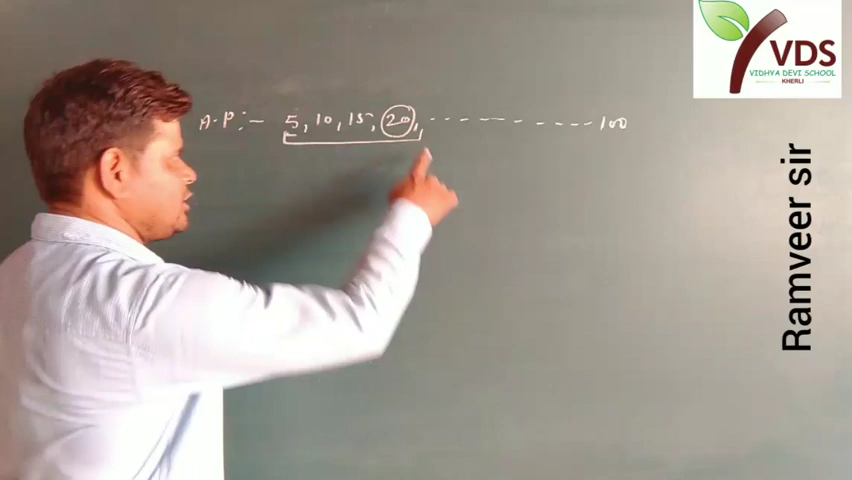 VDS
VIDHYA DEVI SCHOOL
KHERLI
A.P:- 5, 10, 15, 20, ------------ 100
Ramveer sir